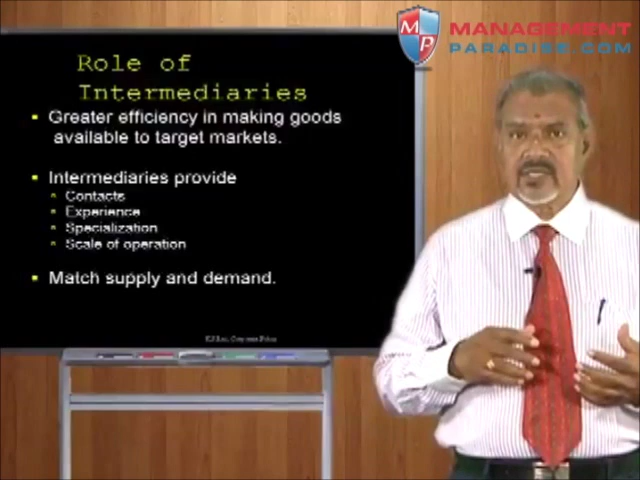 MP MANAGEMENT
PARADISE.COM
Role of
Intermediaries
Greater efficiency in making goods
available to target markets.
Intermediaries provide
Contacts
Experience
Specialization
Scale of operation
Match supply and demand.